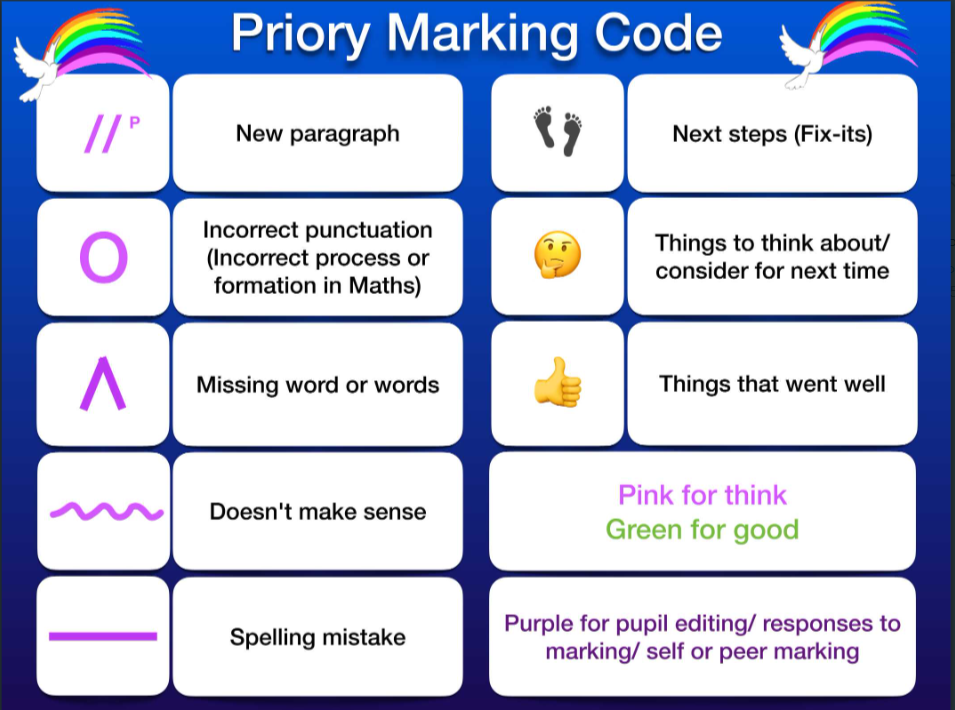 Priory Marking Code
// P
New paragraph
Next steps (Fix-its)
O
Incorrect punctuation
(Incorrect process or
formation in Maths)
Things to think about/
consider for next time
Missing word or words
Things that went well
Doesn't make sense
Pink for think
Green for good
Spelling mistake
Purple for pupil editing/ responses to
marking/ self or peer marking